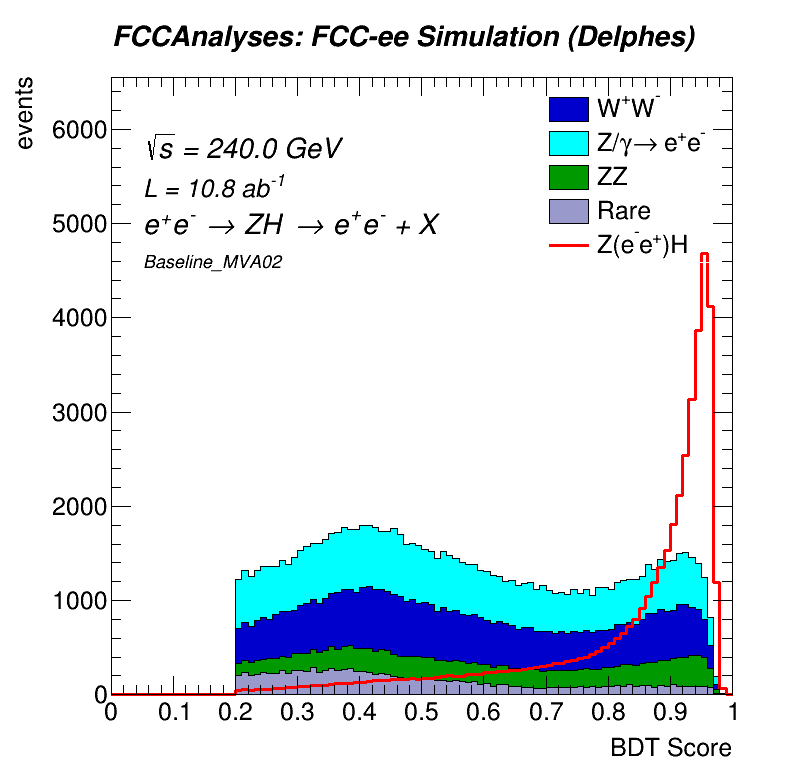 FCCAnalyses: FCC-ee Simulation (Delphes)
events
√s = 240.0 GeV
L = 10.8 ab⁻¹
e⁺e⁻ → ZH → e⁺e⁻ + X
Baseline_MVA02
W⁺W⁻
Z/γ→ e⁺e⁻
ZZ
Rare
Z(e⁻e⁺)H
6000
5000
4000
3000
2000
1000
0
0 0.1 0.2 0.3 0.4 0.5 0.6 0.7 0.8 0.9 1
BDT Score